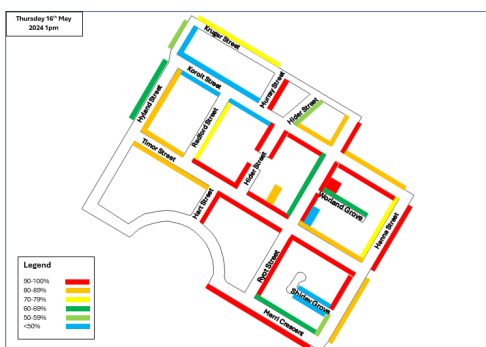 Thursday 16th May
2024 1pm
Kruger Street
Koroit Street
Murray Street
Hider Street
Hyland Street
Radford Street
Timor Street
Hider Street
Worland Grove
Hart Street
Henna Street
Ryot Street
Shirley Grove
Merri Crescent
Legend
90-100%
80-89%
70-79%
60-69%
50-59%
<50%